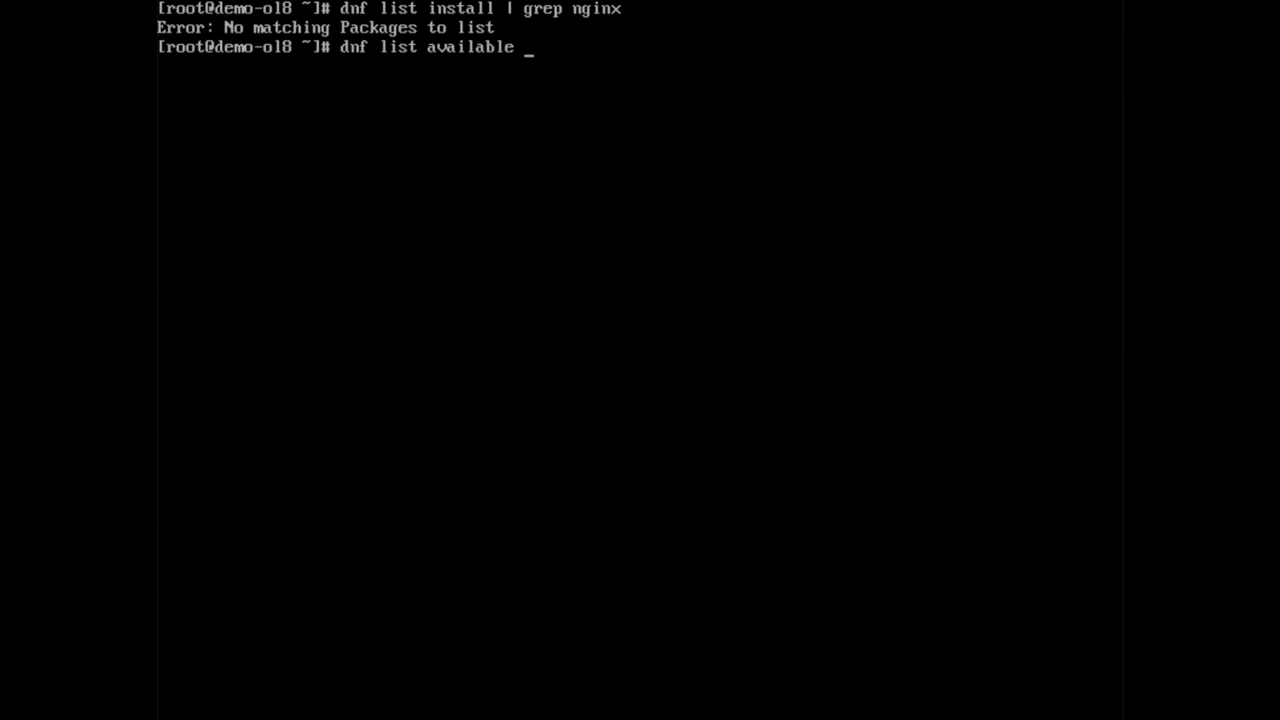 [root@demo-ol8 ~]# dnf list install | grep nginx
Error: No matching Packages to list
[root@demo-ol8 ~]# dnf list available _